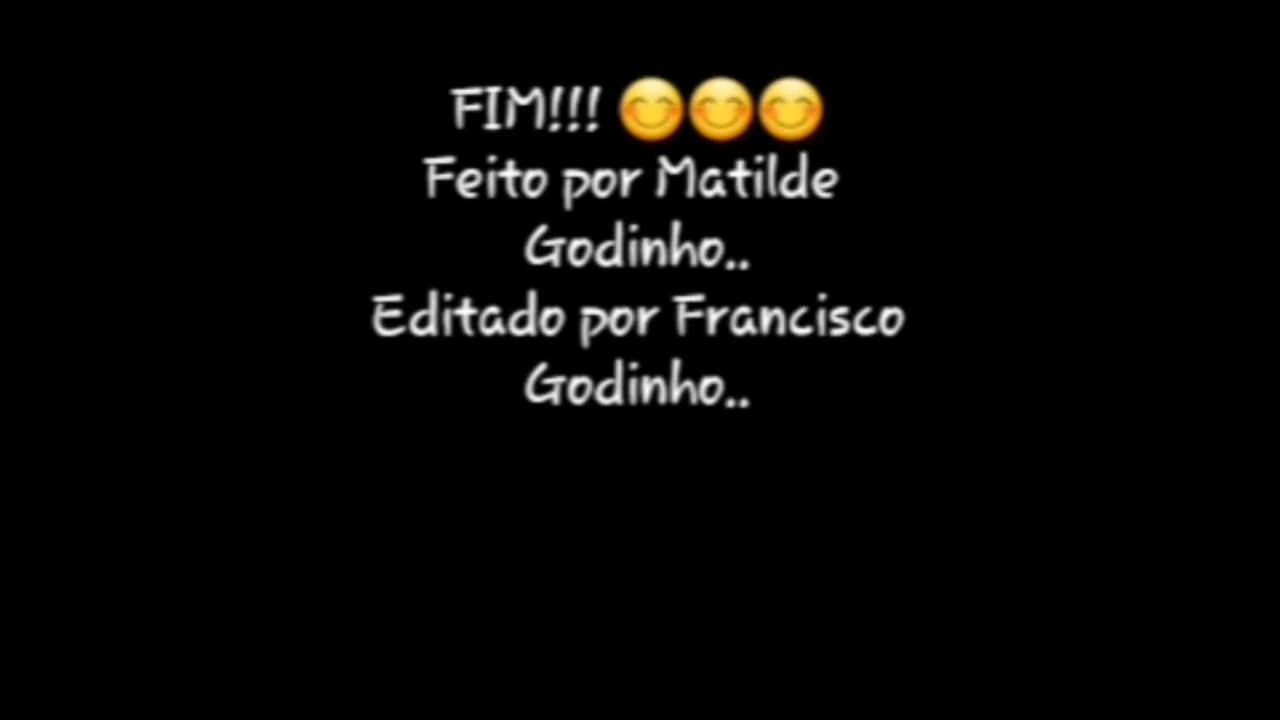 FIM!!! 😊😊😊
Feito por Matilde
Godinho..
Editado por Francisco
Godinho..